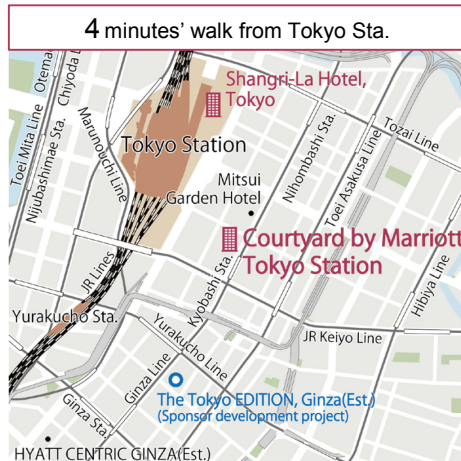 4 minutes' walk from Tokyo Sta.
Shangri-La Hotel,
Tokyo
Otema
Chiyoda L
Toei Mita Line
Nijubashimae Sta.
Marunouchi Line
Tokyo Station
Tozai Line
Nihombashi Sta.
Toei Asakusa Line
Mitsui
Garden Hotel
Courtyard by Marriott
Tokyo Station
Hibiya Line
JR Lines
Kyobashi Sta.
Yurakucho Sta.
Yurakucho Line
JR Keiyo Line
Ginza Line
The Tokyo EDITION, Ginza(Est.)
(Sponsor development project)
Ginza Sta.
HYATT CENTRIC GINZA(Est.)